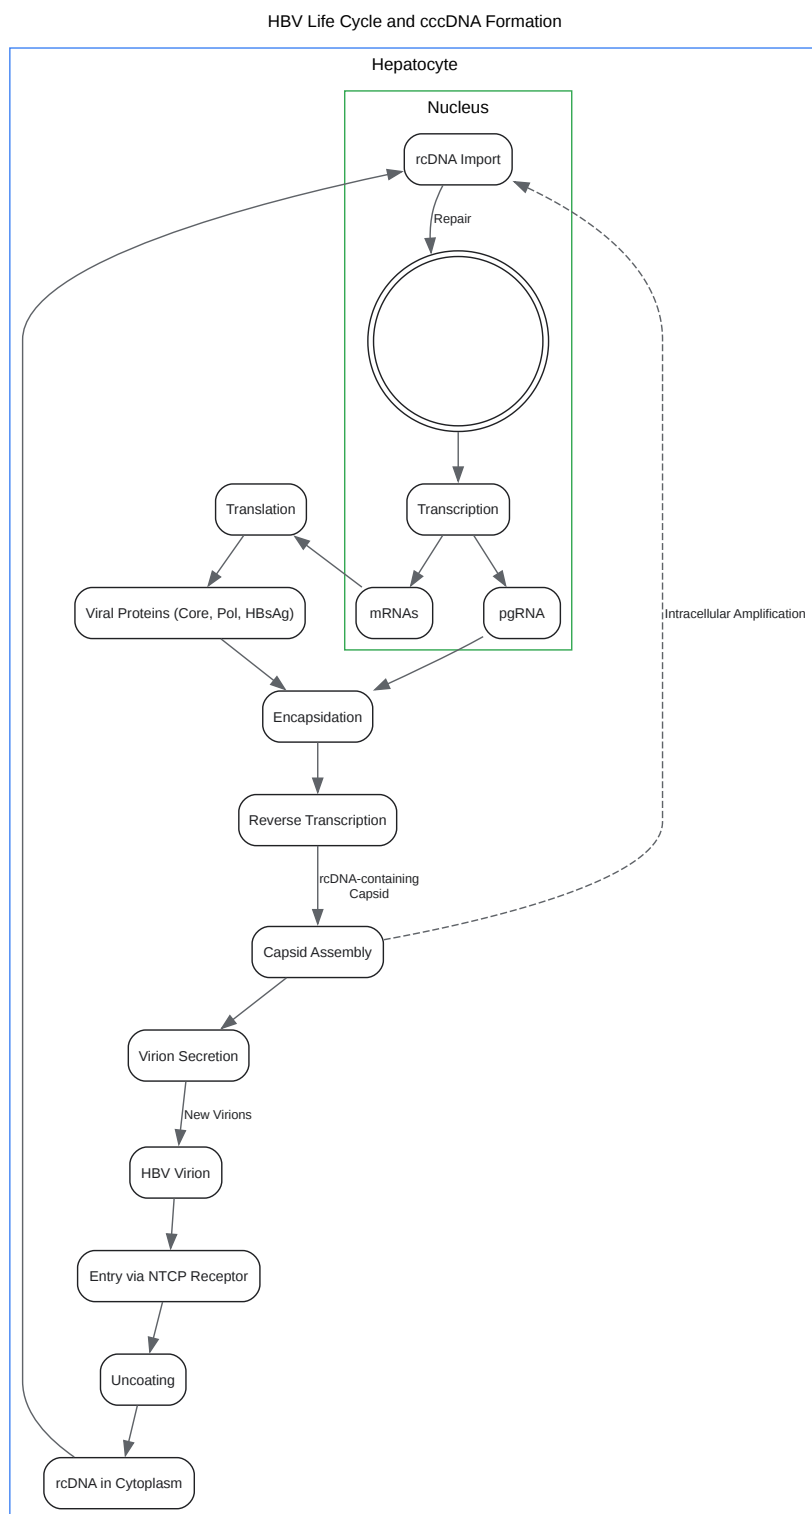 HBV Life Cycle and cccDNA Formation
Hepatocyte
Nucleus
rcDNA Import
Repair
Transcription
Translation
mRNAs
pgRNA
Viral Proteins (Core, Pol, HBsAg)
Intracellular Amplification
Encapsidation
Reverse Transcription
rcDNA-containing
Capsid
Capsid Assembly
Virion Secretion
New Virions
HBV Virion
Entry via NTCP Receptor
Uncoating
rcDNA in Cytoplasm